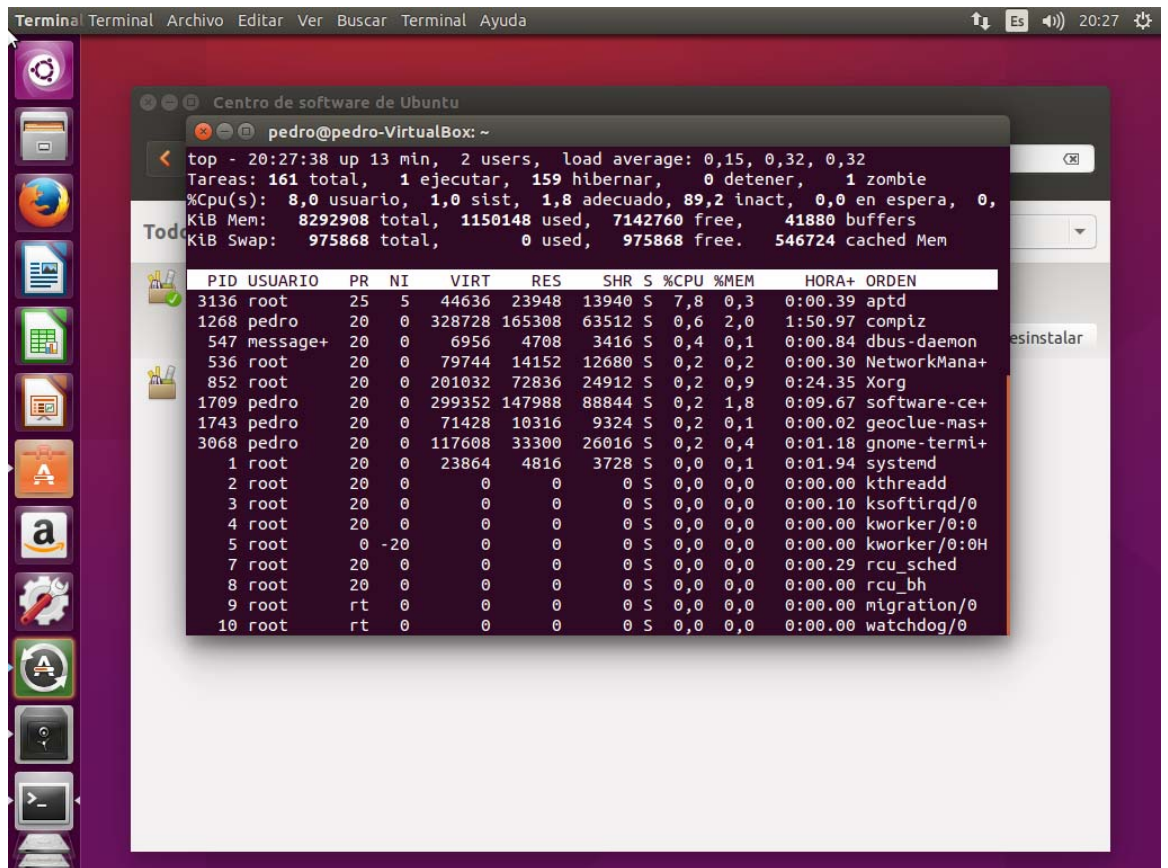 Terminal Terminal Archivo Editar Ver Buscar Terminal Ayuda Es 20:27
Centro de software de Ubuntu
pedro@pedro-VirtualBox: ~
top - 20:27:38 up 13 min, 2 users, load average: 0,15, 0,32, 0,32
Tareas: 161 total, 1 ejecutar, 159 hibernar, 0 detener, 1 zombie
%Cpu(s): 8,0 usuario, 1,0 sist, 1,8 adecuado, 89,2 inact, 0,0 en espera, 0,
KiB Mem: 8292908 total, 1150148 used, 7142760 free, 41880 buffers
Todo
KiB Swap: 975868 total, 0 used, 975868 free. 546724 cached Mem
PID USUARIO PR NI VIRT RES SHR S %CPU %MEM HORA+ ORDEN
3136 root 25 5 44636 23948 13940 S 7,8 0,3 0:00.39 aptd
1268 pedro 20 0 328728 165308 63512 S 0,6 2,0 1:50.97 compiz
547 message+ 20 0 6956 4708 3416 S 0,4 0,1 0:00.84 dbus-daemon
esinstalar
536 root 20 0 79744 14152 12680 S 0,2 0,2 0:00.30 NetworkMana+
852 root 20 0 201032 72836 24912 S 0,2 0,9 0:24.35 Xorg
1709 pedro 20 0 299352 147988 88844 S 0,2 1,8 0:09.67 software-ce+
1743 pedro 20 0 71428 10316 9324 S 0,2 0,1 0:00.02 geoclue-mas+
3068 pedro 20 0 117608 33300 26016 S 0,2 0,4 0:01.18 gnome-termi+
1 root 20 0 23864 4816 3728 S 0,0 0,1 0:01.94 systemd
2 root 20 0 0 0 0 S 0,0 0,0 0:00.00 kthreadd
3 root 20 0 0 0 0 S 0,0 0,0 0:00.10 ksoftirqd/0
4 root 20 0 0 0 0 S 0,0 0,0 0:00.00 kworker/0:0
5 root 0 -20 0 0 0 S 0,0 0,0 0:00.00 kworker/0:0H
7 root 20 0 0 0 0 S 0,0 0,0 0:00.29 rcu_sched
8 root 20 0 0 0 0 S 0,0 0,0 0:00.00 rcu_bh
9 root rt 0 0 0 0 S 0,0 0,0 0:00.00 migration/0
10 root rt 0 0 0 0 S 0,0 0,0 0:00.00 watchdog/0